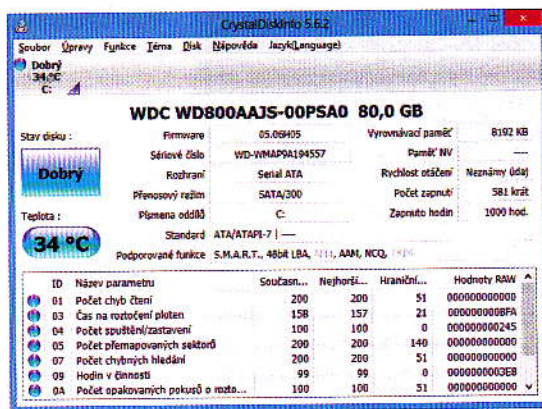 CrystalDiskInfo 5.6.2
Soubor Úpravy Funkce Téma Disk Nápověda Jazyk(Language)
Dobrý
34 °C
C:
WDC WD800AAJS-00PSA0 80,0 GB
Stav disku : Firmware 05.06H05 Vyrovnávací paměť 8192 KB
Dobrý Sériové číslo WD-WMAP9A194557 Paměť NV ----
Rozhraní Serial ATA Rychlost otáčení Neznámy údaj
Přenosový režim SATA/300 Počet zapnutí 581 krát
Teplota : Písmena oddílů C: Zapnuto hodin 1000 hod.
34 °C Standard ATA/ATAPI-7 | ----
Podporované funkce S.M.A.R.T., 48bit LBA, AAM, NCQ,
ID Název parametru Současn... Nejhorší... Hraniční... Hodnoty RAW
01 Počet chyb čtení 200 200 51 000000000000
03 Čas na roztočení ploten 158 157 21 000000000BFA
04 Počet spuštění/zastavení 100 100 0 000000000245
05 Počet přemapovaných sektorů 200 200 140 000000000000
07 Počet chybných hledání 200 200 51 000000000000
09 Hodin v činnosti 99 99 0 0000000003E8
0A Počet opakovaných pokusů o rozto... 100 100 51 000000000000